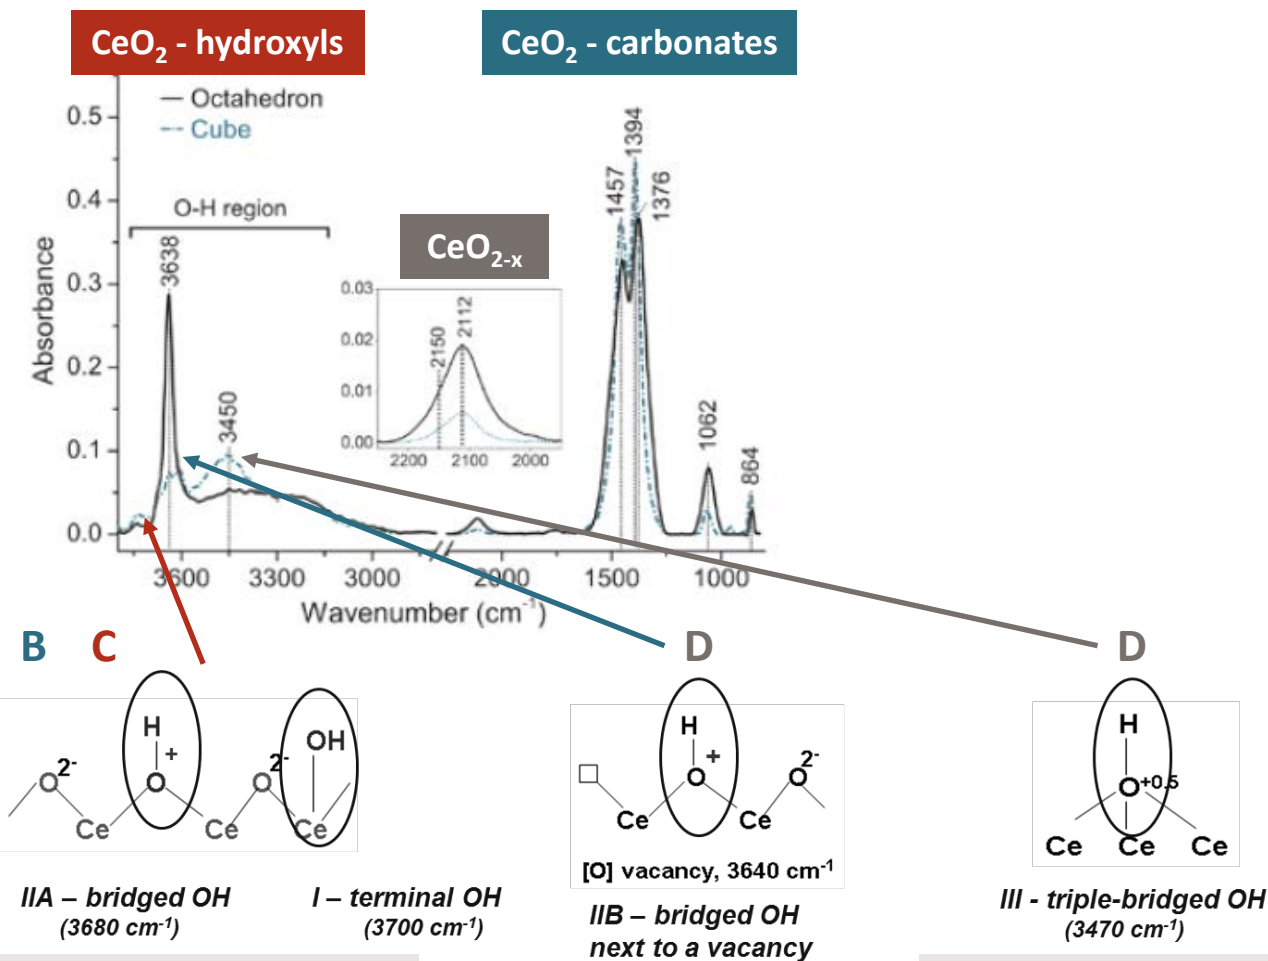 CeO2 - hydroxyls
CeO2 - carbonates
Octahedron
Cube
O-H region
CeO2-x
Absorbance
0.5
0.4
0.3
0.2
0.1
0.0
3638
3450
0.03
0.02
0.01
0.00
2150
2112
2200 2100 2000
1457
1394
1376
1062
864
3600 3300 3000 2000 1500 1000
Wavenumber (cm-1)
B C D D
H
+
O2- O O2- OH
Ce Ce Ce
IIA – bridged OH
(3680 cm-1)
I – terminal OH
(3700 cm-1)
H
+
O O2-
Ce Ce
[O] vacancy, 3640 cm-1
IIB – bridged OH
next to a vacancy
H
O+0.5
Ce Ce Ce
III - triple-bridged OH
(3470 cm-1)